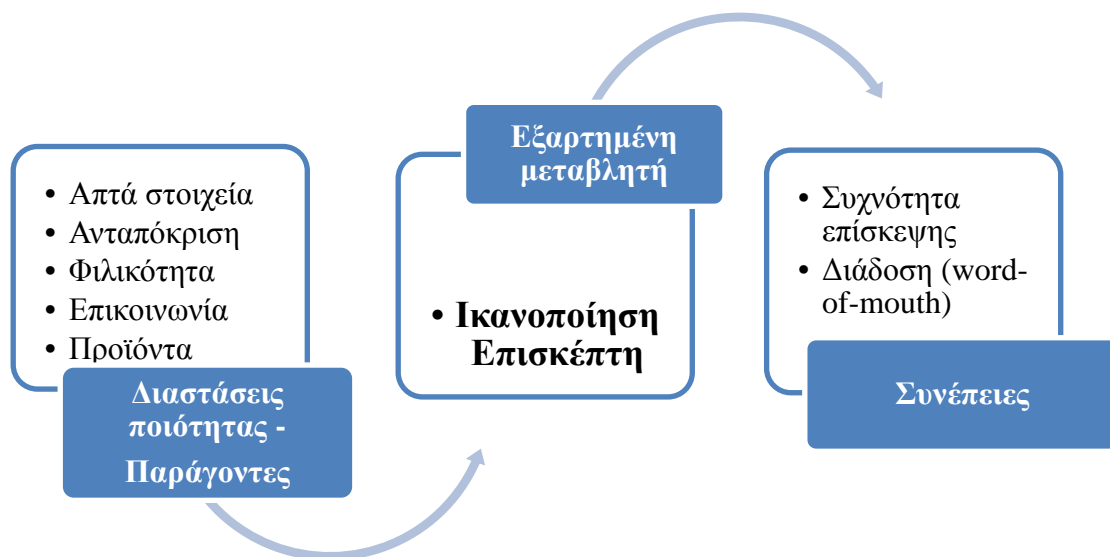 • Απτά στοιχεία
• Ανταπόκριση
• Φιλικότητα
• Επικοινωνία
• Προϊόντα
Διαστάσεις
ποιότητας -
Παράγοντες
Εξαρτημένη
μεταβλητή
• Ικανοποίηση
Επισκέπτη
• Συχνότητα
επίσκεψης
• Διάδοση (word-
of-mouth)
Συνέπειες